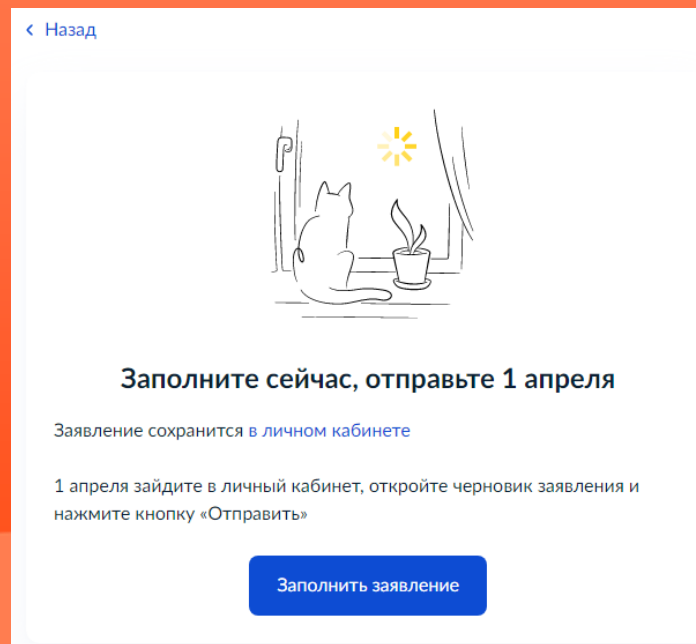 Назад
Заполните сейчас, отправьте 1 апреля
Заявление сохранится в личном кабинете
1 апреля зайдите в личный кабинет, откройте черновик заявления и
нажмите кнопку «Отправить»
Заполнить заявление